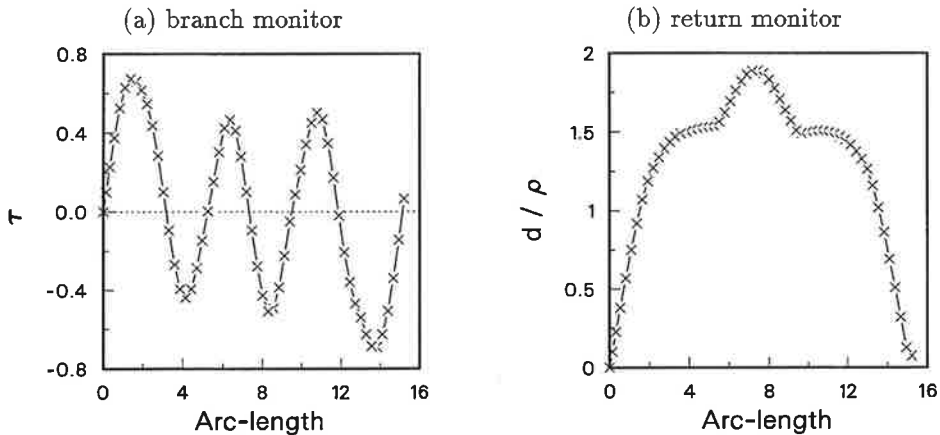 (a) branch monitor
0.8
0.4
0.0
-0.4
-0.8
τ
0 4 8 12 16
Arc-length
(b) return monitor
2
1.5
1
0.5
0
d / ρ
0 4 8 12 16
Arc-length